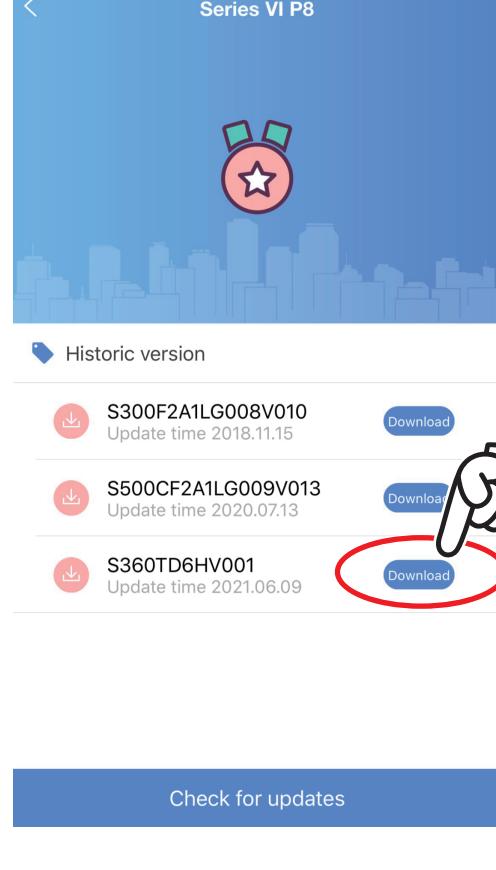 Series VI P8
Historic version
S300F2A1LG008V010
Download
Update time 2018.11.15
S500CF2A1LG009V013
Download
Update time 2020.07.13
S360TD6HV001
Download
Update time 2021.06.09
Check for updates